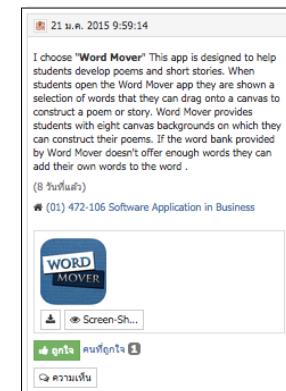 21 ม.ค. 2015 9:59:14
I choose "Word Mover" This app is designed to help
students develop poems and short stories. When
students open the Word Mover app they are shown a
selection of words that they can drag onto a canvas to
construct a poem or story. Word Mover provides
students with eight canvas backgrounds on which they
can construct their poems. If the word bank provided
by Word Mover doesn't offer enough words they can
add their own words to the word .
(8 วันที่แล้ว)
(01) 472-106 Software Application in Business
WORD
MOVER
Screen-Sh...
ถูกใจ คนที่ถูกใจ 1
ความเห็น